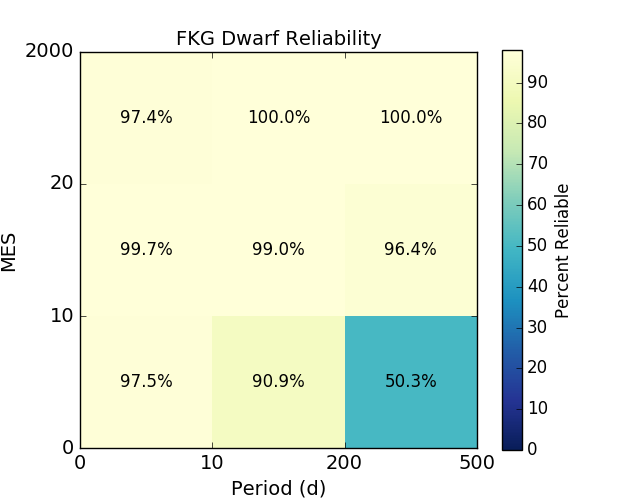 FKG Dwarf Reliability
2000
20
10
0
MES
97.4% 100.0% 100.0%
99.7% 99.0% 96.4%
97.5% 90.9% 50.3%
0 10 200 500
Period (d)
90
80
70
60
50
40
30
20
10
0
Percent Reliable